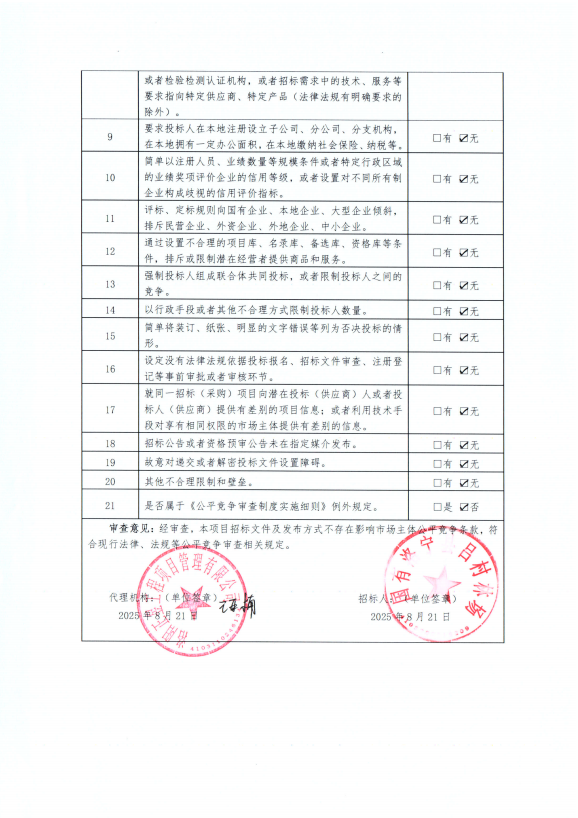 或者检验检测认证机构，或者招标需求中的技术、服务等
要求指向特定供应商、特定产品（法律法规有明确要求的
除外）。
9
要求投标人在本地注册设立子公司、分公司、分支机构，
在本地拥有一定办公面积，在本地缴纳社会保险、纳税等。
□有 ☑无
10
简单以注册人员、业绩数量等规模条件或者特定行政区域
的业绩奖项评价企业的信用等级，或者设置对不同所有制
企业构成歧视的信用评价指标。
□有 ☑无
11
评标、定标规则向国有企业、本地企业、大型企业倾斜，
排斥民营企业、外资企业、外地企业、中小企业。
□有 ☑无
12
通过设置不合理的项目库、名录库、备选库、资格库等条
件，排斥或限制潜在经营者提供商品和服务。
□有 ☑无
13
强制投标人组成联合体共同投标，或者限制投标人之间的
竞争。
□有 ☑无
14
以行政手段或者其他不合理方式限制投标人数量。
□有 ☑无
15
简单将装订、纸张、明显的文字错误等列为否决投标的情
形。
□有 ☑无
16
设定没有法律法规依据投标报名、招标文件审查、注册登
记等事前审批或者审核环节。
□有 ☑无
17
就同一招标（采购）项目向潜在投标（供应商）人或者投
标人（供应商）提供有差别的项目信息；或者利用技术手
段对享有相同权限的市场主体提供有差别的信息。
□有 ☑无
18
招标公告或者资格预审公告未在指定媒介发布。
□有 ☑无
19
故意对递交或者解密投标文件设置障碍。
□有 ☑无
20
其他不合理限制和壁垒。
□有 ☑无
21
是否属于《公平竞争审查制度实施细则》例外规定。
□是 ☑否
审查意见：经审查，本项目招标文件及发布方式不存在影响市场主体公平竞争条款，符
合现行法律、法规等公平竞争审查相关规定。
代理机构：（单位签章）
2025年8月21日
工程项目管理有限公司
招标人：（单位签章）
2025年8月21日
国有
宁
吕村林场